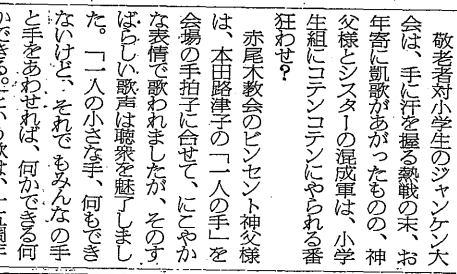 敬老者対小学生のジャンケン大
会は、手に汗を握る熱戦の末、お
年寄に凱歌があがったものの、神
父様とシスターの混成軍は、小学
生組にコテンコテンにやられる番
狂わせ?
赤尾木教会のビンセント神父様
は、本田路津子の「一人の手」を
会場の手拍子に合せて、にこやか
な表情で歌われましたが、そのす
ばらしい歌声は聴衆を魅了しまし
た。「一人の小さな手、何もでき
ないけど、それでもみんなの手
と手をあわせれば、何かできる何
かできる。」